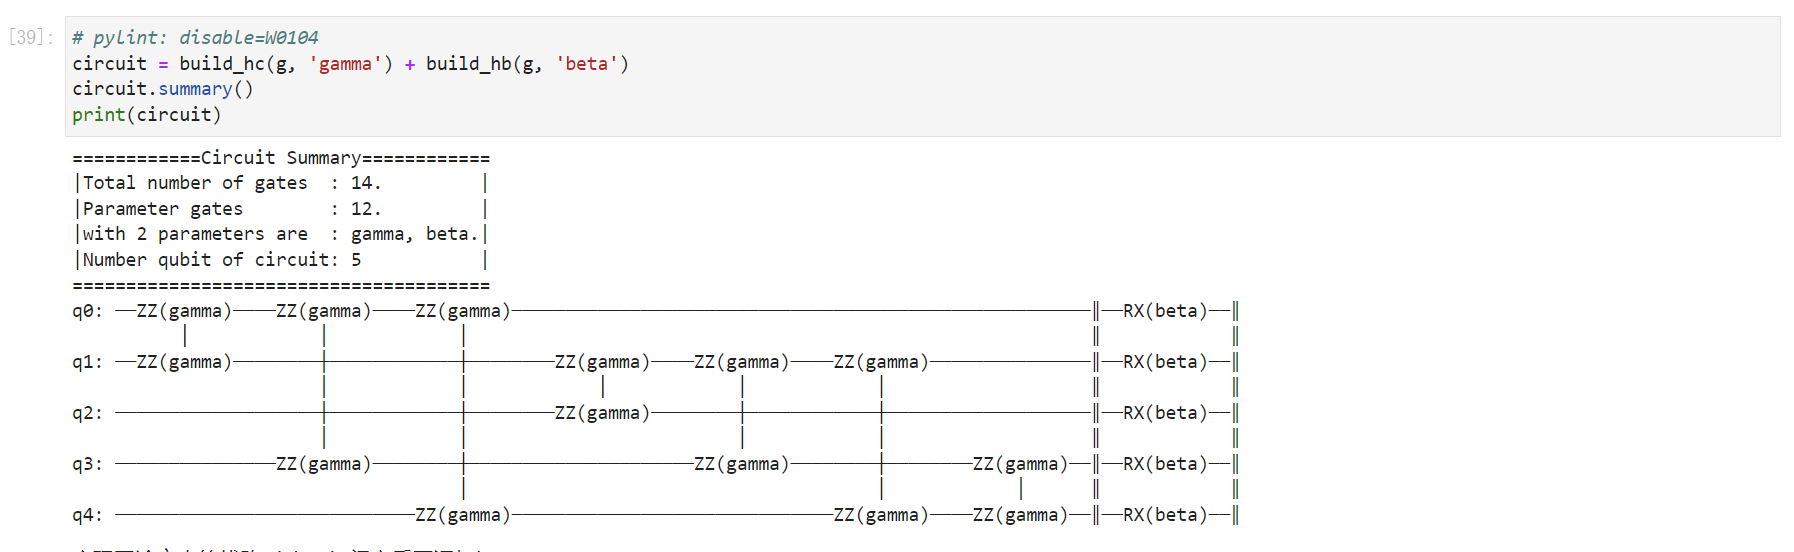 [39]:
# pylint: disable=W0104
circuit = build_hc(g, 'gamma') + build_hb(g, 'beta')
circuit.summary()
print(circuit)
============Circuit Summary============
|Total number of gates  : 14.         |
|Parameter gates        : 12.         |
|with 2 parameters are  : gamma, beta.|
|Number qubit of circuit: 5           |
=======================================
q0: ──ZZ(gamma)────ZZ(gamma)────ZZ(gamma)──────────────────────────────────────────────────────║──RX(beta)──║
q1: ──ZZ(gamma)────────┼────────────┼────────ZZ(gamma)────ZZ(gamma)────ZZ(gamma)───────────────║──RX(beta)──║
q2: ───────────────────┼────────────┼────────ZZ(gamma)────────┼────────────┼───────────────────║──RX(beta)──║
q3: ───────────────ZZ(gamma)────────┼─────────────────────ZZ(gamma)────────┼────────ZZ(gamma)──║──RX(beta)──║
q4: ────────────────────────────ZZ(gamma)──────────────────────────────ZZ(gamma)────ZZ(gamma)──║──RX(beta)──║